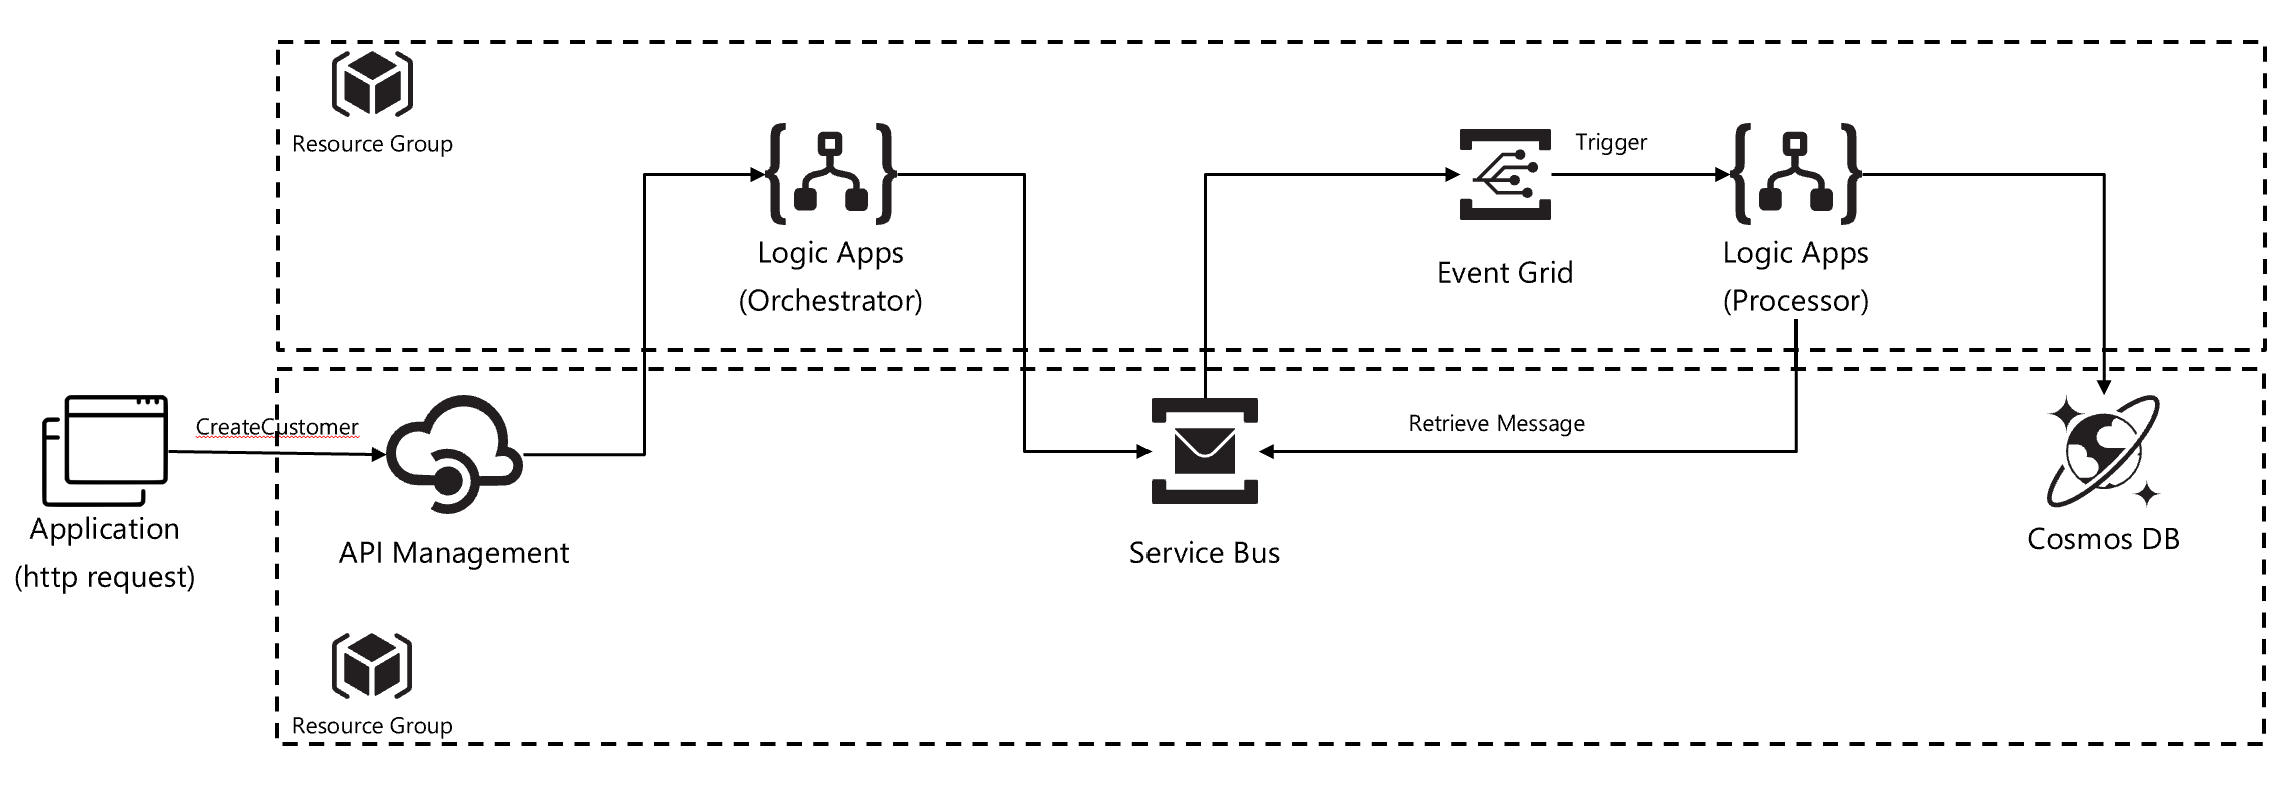 Resource Group
Trigger
Logic Apps
(Orchestrator)
Event Grid
Logic Apps
(Processor)
CreateCustomer
Retrieve Message
Application
(http request)
API Management
Service Bus
Cosmos DB
Resource Group